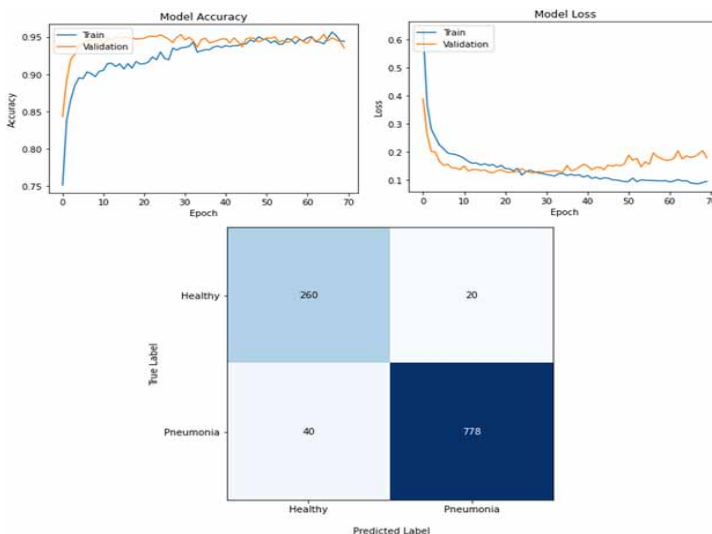 Model Accuracy
Train
Validation
0.95
0.90
0.85
0.80
0.75
Accuracy
0 10 20 30 40 50 60 70
Epoch
Model Loss
Train
Validation
0.6
0.5
0.4
0.3
0.2
0.1
Loss
0 10 20 30 40 50 60 70
Epoch
True Label
Healthy
260 20
Pneumonia
40 778
Healthy Pneumonia
Predicted Label